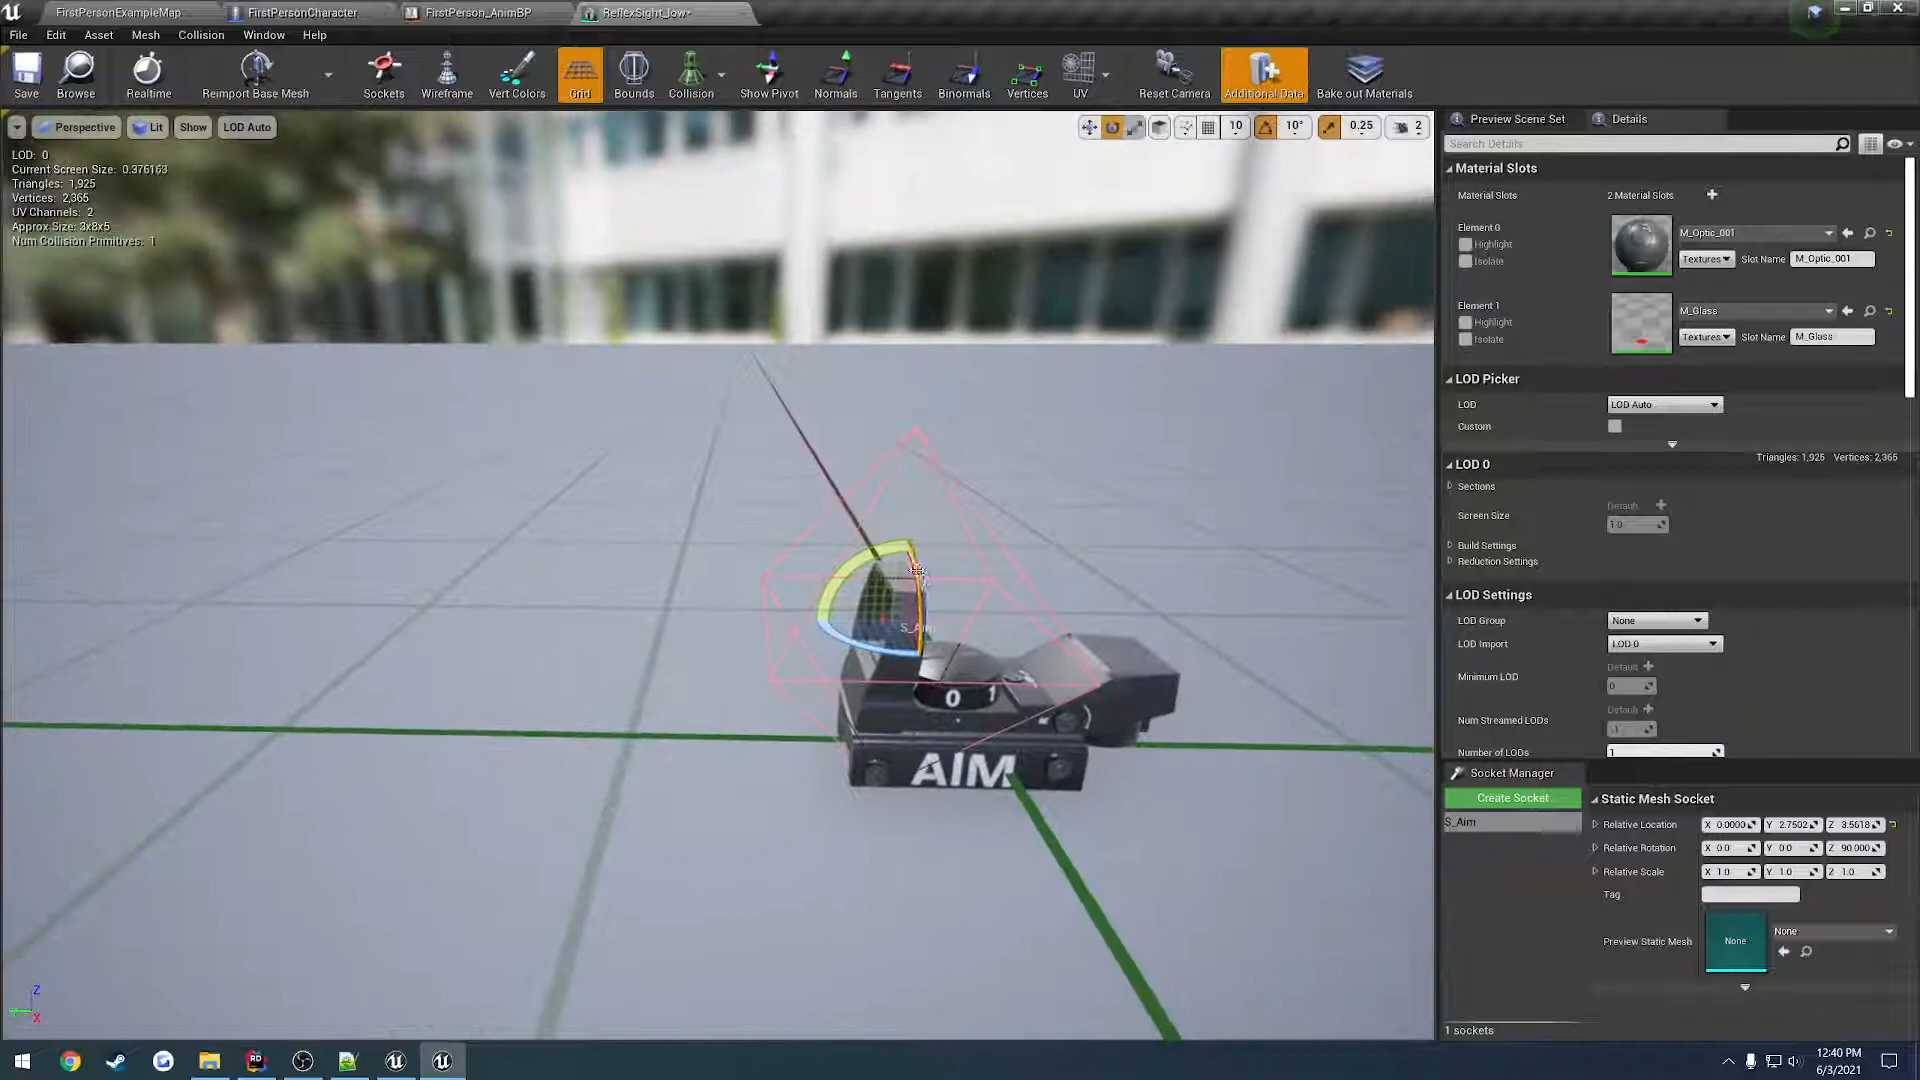 FirstPersonExampleMap
FirstPersonCharacter
FirstPerson_AnimBP
ReflexSight_low*
File Edit Asset Mesh Collision Window Help
Save
Browse
Realtime
Reimport Base Mesh
Sockets
Wireframe
Vert Colors
Grid
Bounds
Collision
Show Pivot
Normals
Tangents
Binormals
Vertices
UV
Reset Camera
Additional Data
Bake out Materials
Perspective
Lit
Show
LOD Auto
10
10°
0.25
2
LOD: 0
Current Screen Size: 0.376163
Triangles: 1,925
Vertices: 2,365
UV Channels: 2
Approx Size: 3x8x5
Num Collision Primitives: 1
0 1
AIM
Z
X
Preview Scene Set
Details
Search Details
Material Slots
Material Slots
2 Material Slots
Element 0
Highlight
Isolate
M_Optic_001
Textures
Slot Name
M_Optic_001
Element 1
Highlight
Isolate
M_Glass
Textures
Slot Name
M_Glass
LOD Picker
LOD
LOD Auto
Custom
LOD 0
Triangles: 1,925 Vertices: 2,365
Sections
Default
Screen Size
1.0
Build Settings
Reduction Settings
LOD Settings
LOD Group
None
LOD Import
LOD 0
Default
Minimum LOD
0
Default
Num Streamed LODs
-1
Number of LODs
1
Socket Manager
Create Socket
S_Aim
Static Mesh Socket
Relative Location
X 0.0000
Y 2.7502
Z 3.5618
Relative Rotation
X 0.0
Y 0.0
Z 90.000
Relative Scale
X 1.0
Y 1.0
Z 1.0
Tag
Preview Static Mesh
None
None
1 sockets
12:40 PM
6/3/2021